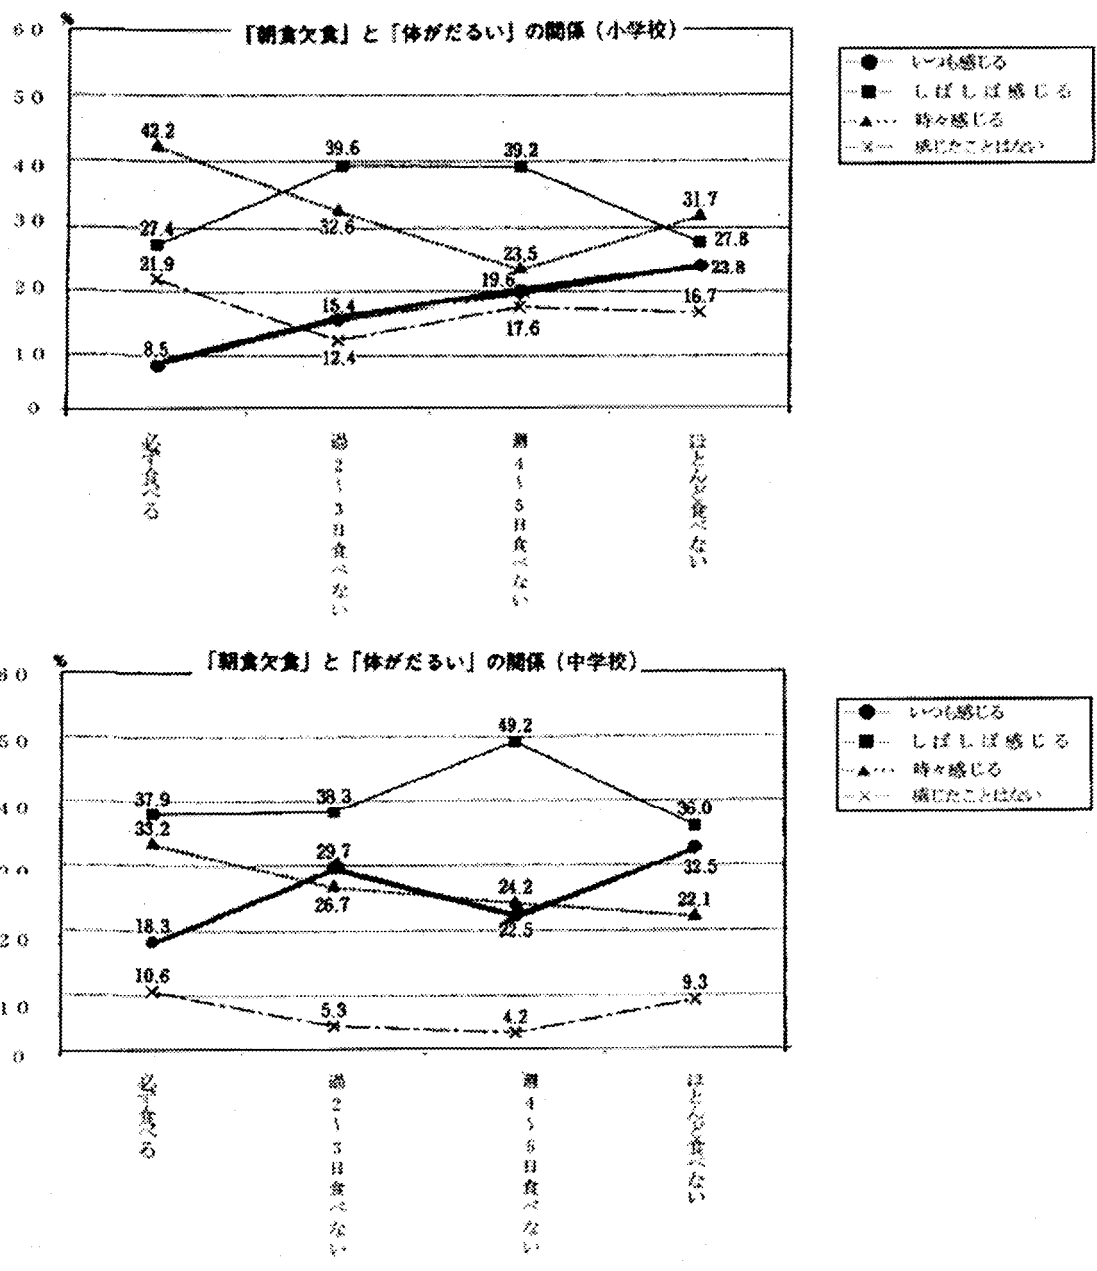 %
「朝食欠食」と「体がだるい」の関係（小学校）
60
50
40
30
20
10
0
42.2
27.4
21.9
8.5
39.6
32.6
15.4
12.4
39.2
23.5
19.6
17.6
31.7
27.8
23.8
16.7
必ず食べる
週2～3日食べない
週4～5日食べない
ほとんど食べない
いつも感じる
しばしば感じる
時々感じる
感じたことはない
%
「朝食欠食」と「体がだるい」の関係（中学校）
60
50
40
30
20
10
0
37.9
33.2
18.3
10.6
38.3
29.7
26.7
5.3
49.2
24.2
22.5
4.2
36.0
32.5
22.1
9.3
必ず食べる
週2～3日食べない
週4～5日食べない
ほとんど食べない
いつも感じる
しばしば感じる
時々感じる
感じたことはない